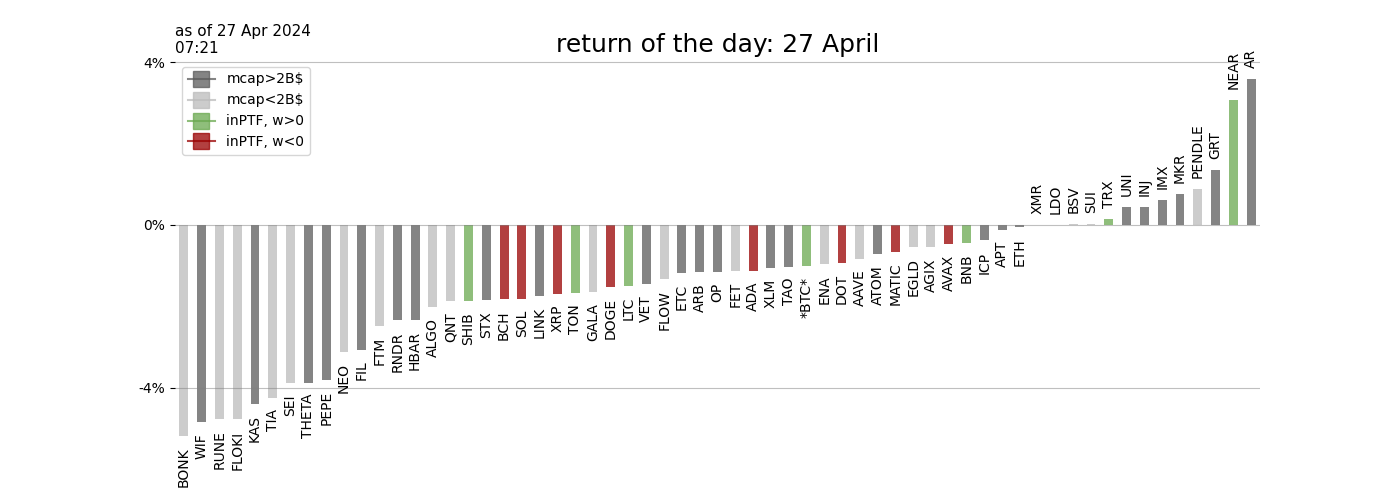 as of 27 Apr 2024
07:21
return of the day: 27 April
4%
0%
-4%
mcap>2B$
mcap<2B$
inPTF, w>0
inPTF, w<0
BONK
WIF
RUNE
FLOKI
KAS
TIA
SEI
THETA
PEPE
NEO
FIL
FTM
RNDR
HBAR
ALGO
QNT
SHIB
STX
BCH
SOL
LINK
XRP
TON
GALA
DOGE
LTC
VET
FLOW
ETC
ARB
OP
FET
ADA
XLM
TAO
*BTC*
ENA
DOT
AAVE
ATOM
MATIC
EGLD
AGIX
AVAX
BNB
ICP
APT
ETH
XMR
LDO
BSV
SUI
TRX
UNI
INJ
IMX
MKR
PENDLE
GRT
NEAR
AR